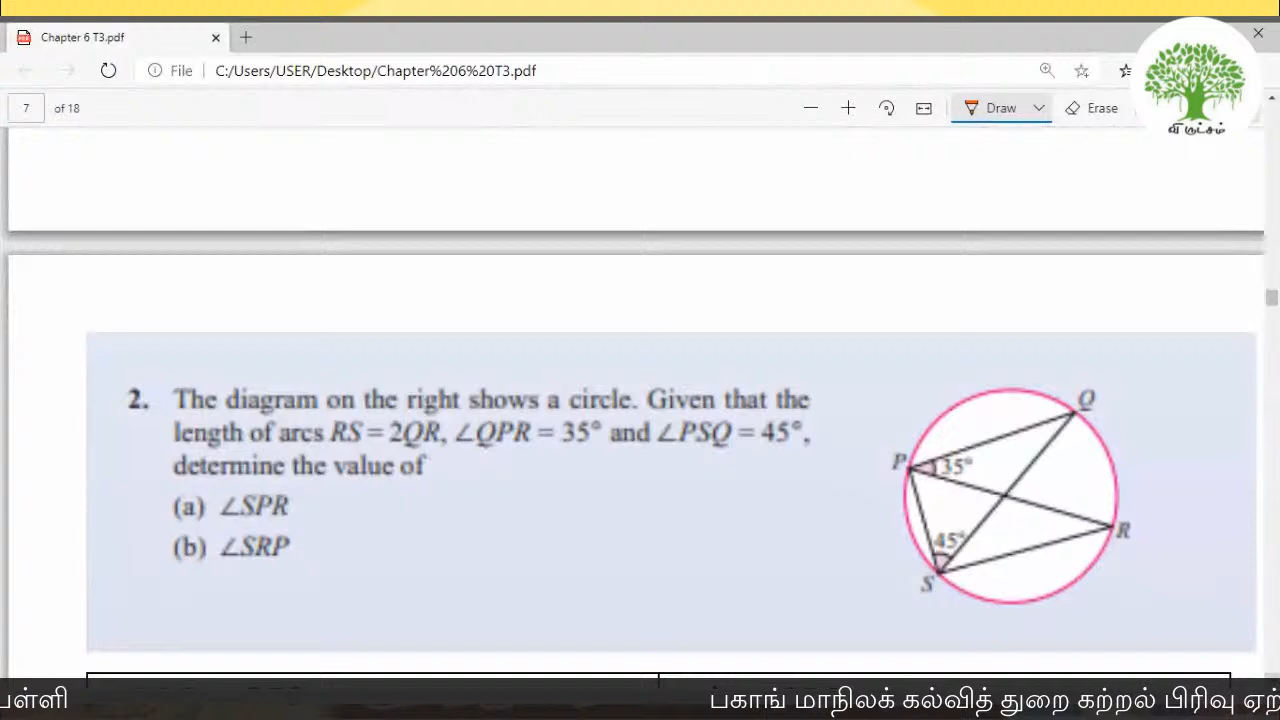 Chapter 6 T3.pdf
File C:/Users/USER/Desktop/Chapter%206%20T3.pdf
7 of 18
Draw Erase
விருட்சம்
2. The diagram on the right shows a circle. Given that the
length of arcs RS = 2QR, ∠QPR = 35° and ∠PSQ = 45°,
determine the value of
(a) ∠SPR
(b) ∠SRP
Q
P 35°
R
45°
S
பள்ளி பகாங் மாநிலக் கல்வித் துறை கற்றல் பிரிவு ஏற்